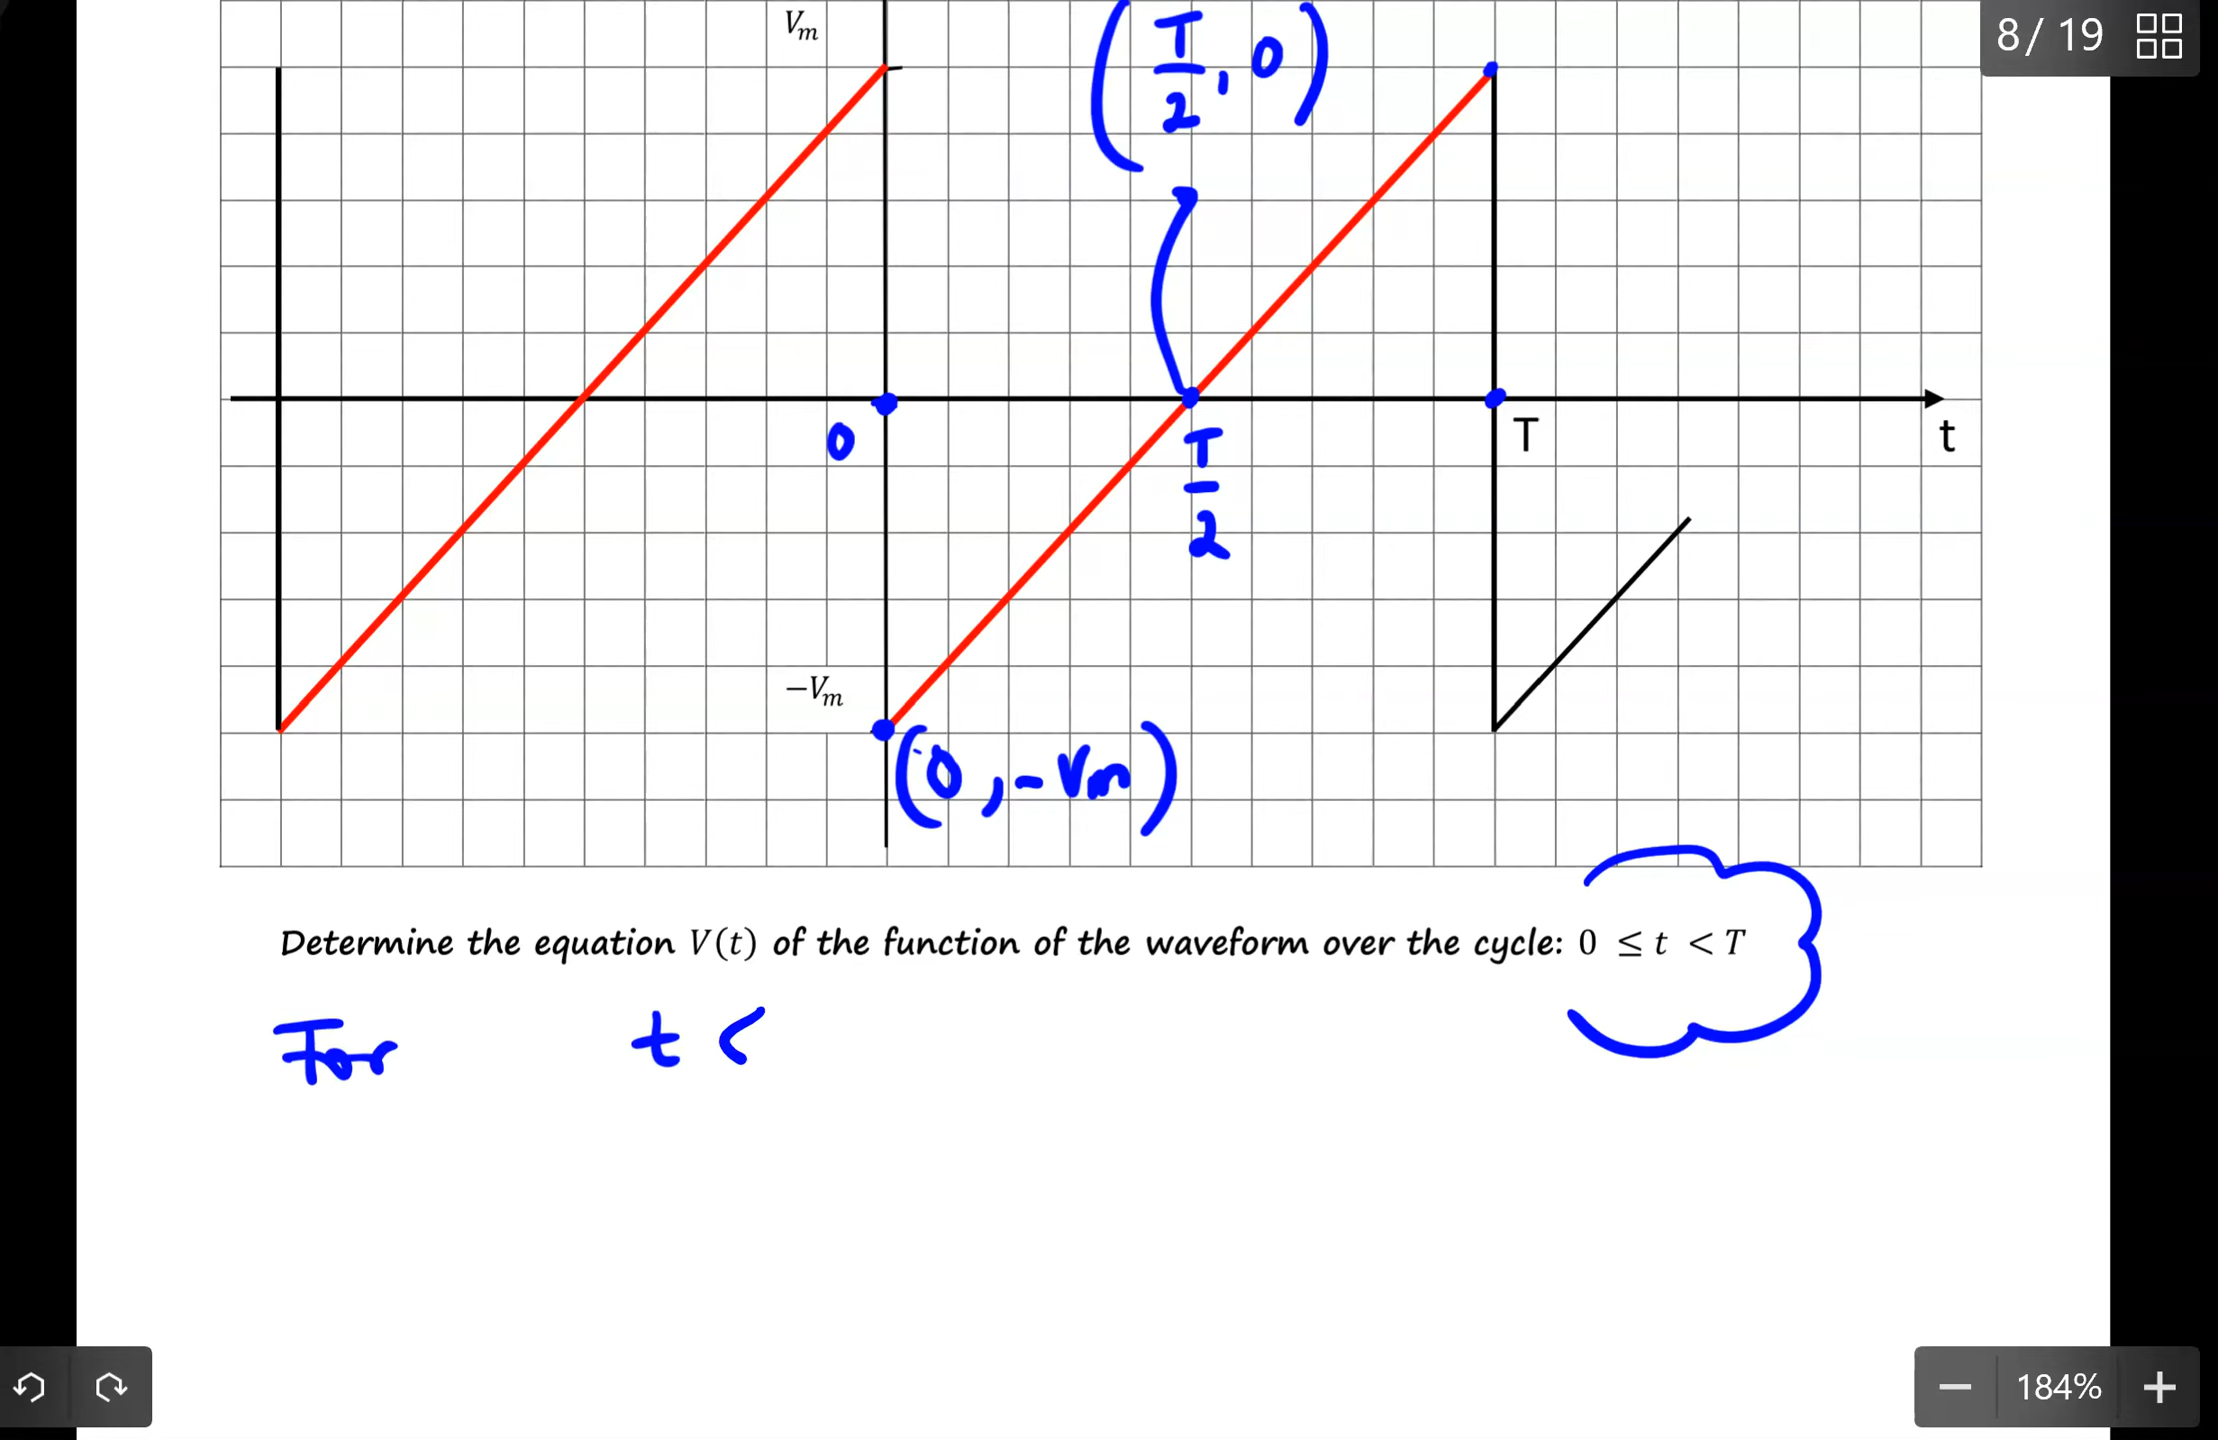 8/ 19
Vm
(T/2, 0)
0
T/2
T
t
−Vm
(0, -Vm)
Determine the equation V(t) of the function of the waveform over the cycle: 0 ≤ t < T
For t <
184%